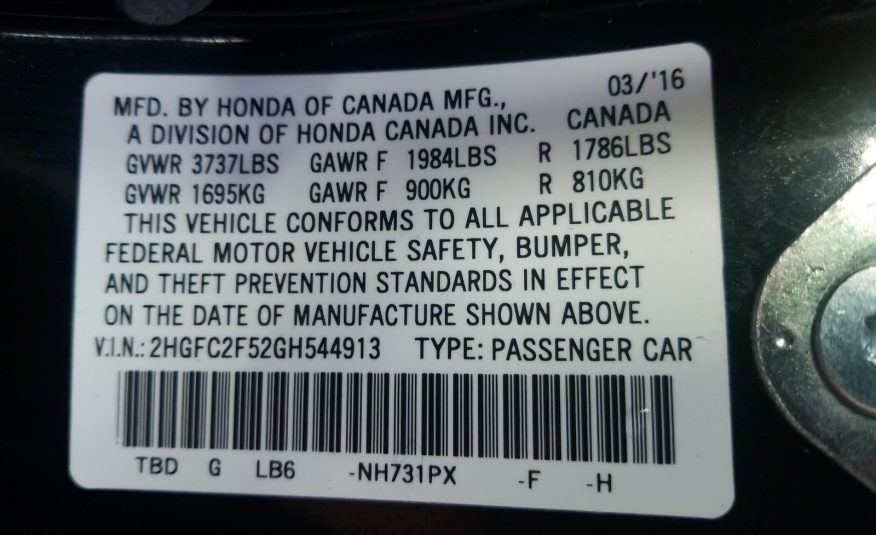 03/'16
MFD. BY HONDA OF CANADA MFG.,
A DIVISION OF HONDA CANADA INC. CANADA
GVWR 3737LBS GAWR F 1984LBS R 1786LBS
GVWR 1695KG GAWR F 900KG R 810KG
THIS VEHICLE CONFORMS TO ALL APPLICABLE
FEDERAL MOTOR VEHICLE SAFETY, BUMPER,
AND THEFT PREVENTION STANDARDS IN EFFECT
ON THE DATE OF MANUFACTURE SHOWN ABOVE.
V.I.N.: 2HGFC2F52GH544913 TYPE: PASSENGER CAR
TBD G LB6 -NH731PX -F -H